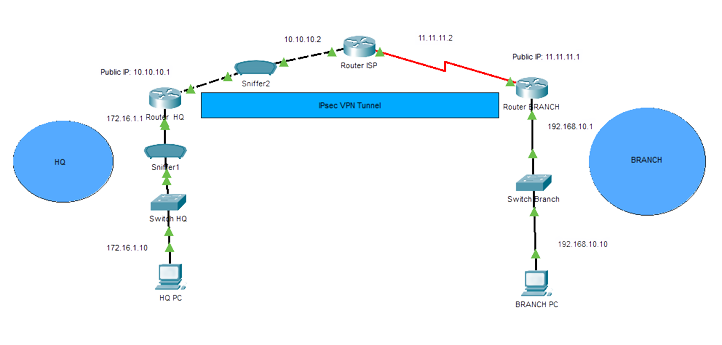 10.10.10.2
11.11.11.2
Router ISP
Public IP: 11.11.11.1
Public IP: 10.10.10.1
Sniffer2
Router HQ
IPsec VPN Tunnel
Router BRANCH
172.16.1.1
192.168.10.1
HQ
Sniffer1
BRANCH
Switch HQ
Switch Branch
172.16.1.10
192.168.10.10
HQ PC
BRANCH PC